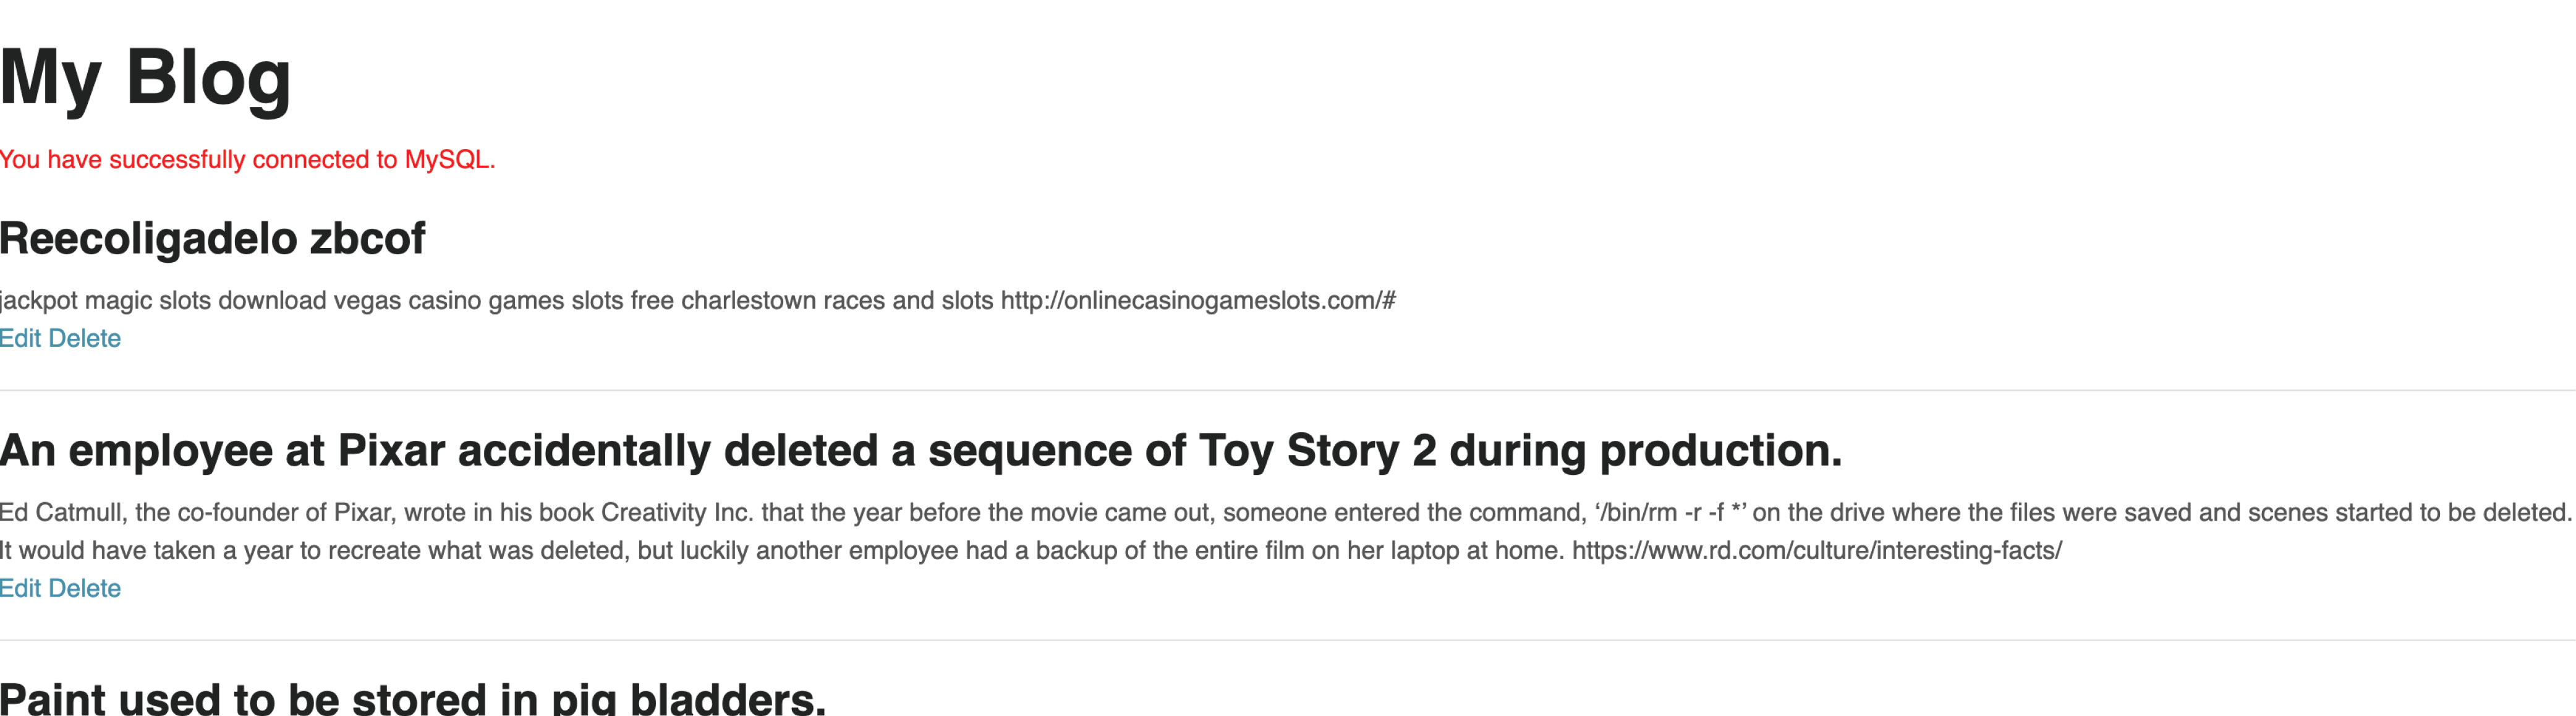 My Blog
You have successfully connected to MySQL.
Reecoligadelo zbcof
jackpot magic slots download vegas casino games slots free charlestown races and slots http://onlinecasinogameslots.com/#
Edit Delete
An employee at Pixar accidentally deleted a sequence of Toy Story 2 during production.
Ed Catmull, the co-founder of Pixar, wrote in his book Creativity Inc. that the year before the movie came out, someone entered the command, ‘/bin/rm -r -f *’ on the drive where the files were saved and scenes started to be deleted.
It would have taken a year to recreate what was deleted, but luckily another employee had a backup of the entire film on her laptop at home. https://www.rd.com/culture/interesting-facts/
Edit Delete
Paint used to be stored in pig bladders.